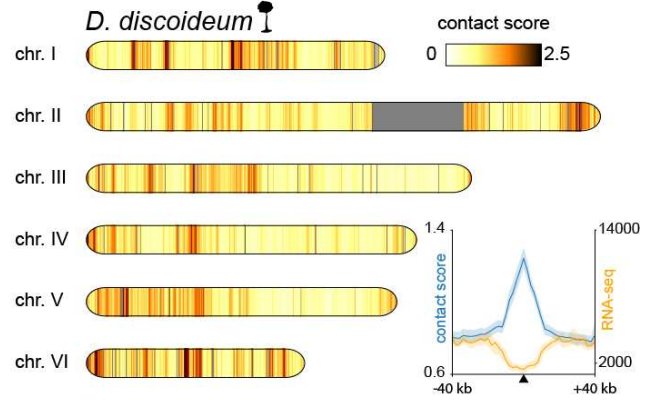 D. discoideum
contact score
0 2.5
chr. I
chr. II
chr. III
chr. IV
chr. V
chr. VI
1.4 14000
contact score
RNA-seq
0.6 2000
-40 kb +40 kb